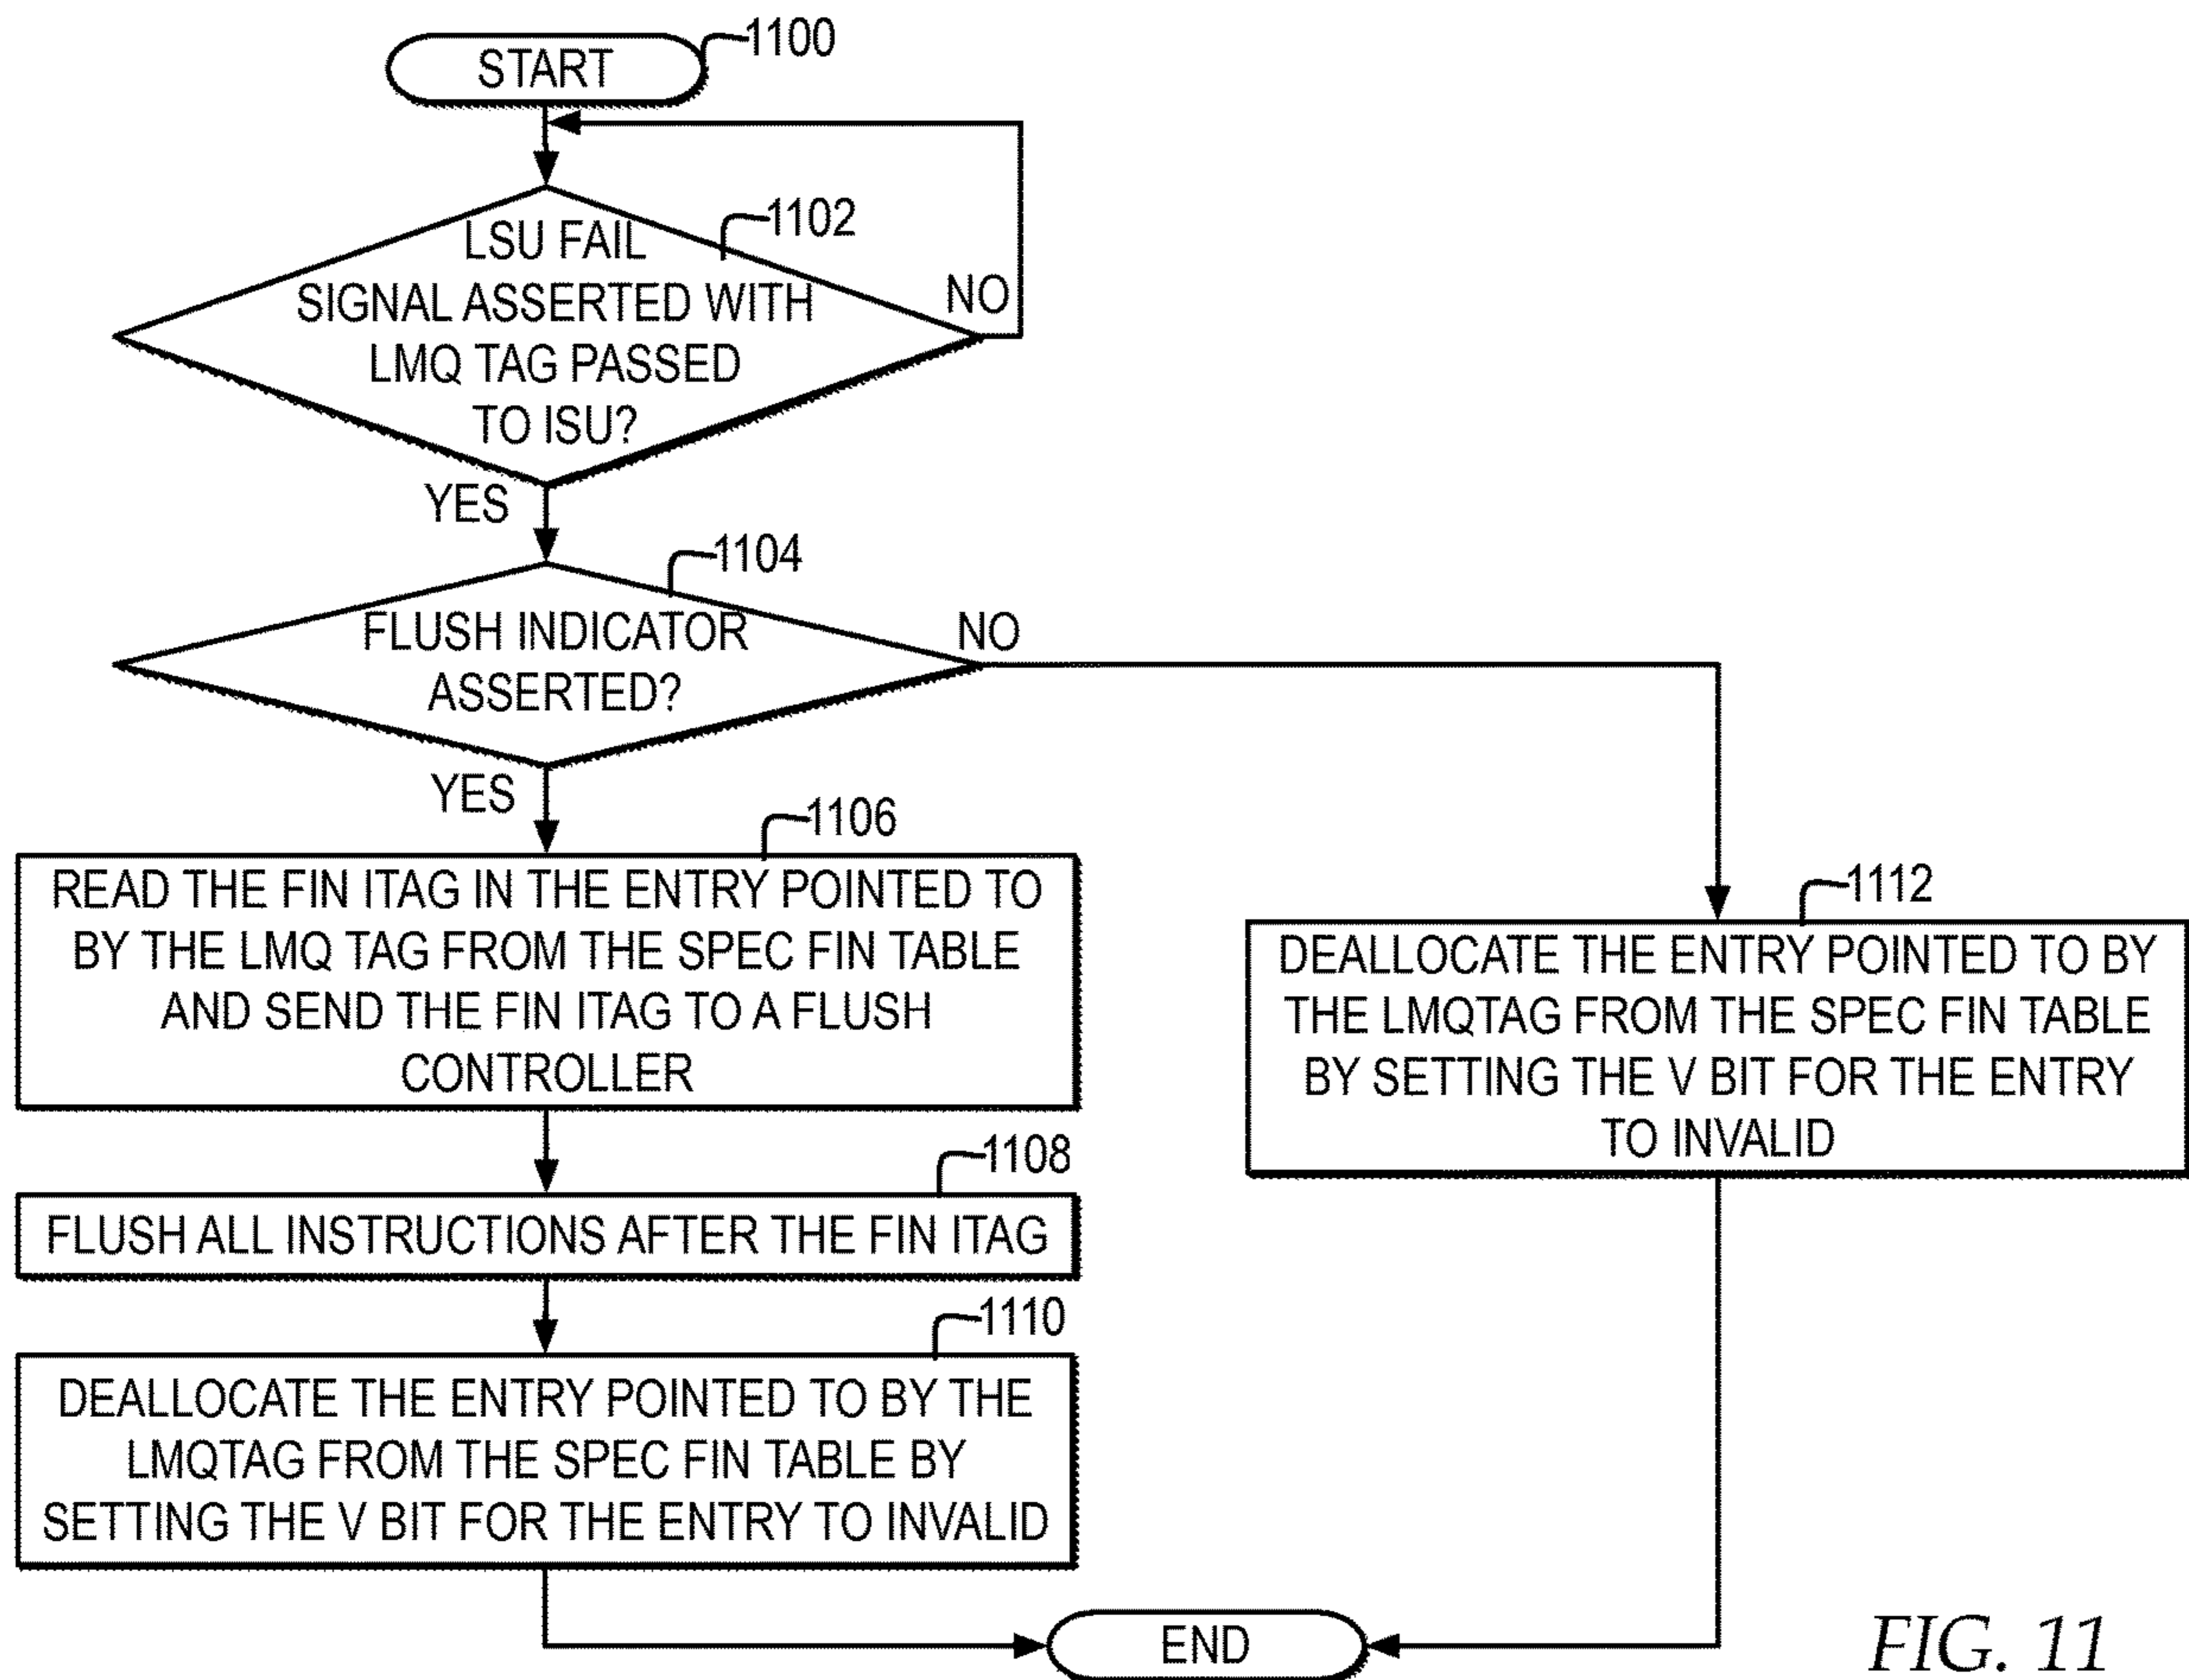 START
1100
1102
LSU FAIL
SIGNAL ASSERTED WITH
LMQ TAG PASSED
TO ISU?
NO
YES
1104
FLUSH INDICATOR
ASSERTED?
NO
YES
1106
READ THE FIN ITAG IN THE ENTRY POINTED TO
BY THE LMQ TAG FROM THE SPEC FIN TABLE
AND SEND THE FIN ITAG TO A FLUSH
CONTROLLER
1108
FLUSH ALL INSTRUCTIONS AFTER THE FIN ITAG
1110
DEALLOCATE THE ENTRY POINTED TO BY THE
LMQTAG FROM THE SPEC FIN TABLE BY
SETTING THE V BIT FOR THE ENTRY TO INVALID
1112
DEALLOCATE THE ENTRY POINTED TO BY
THE LMQTAG FROM THE SPEC FIN TABLE
BY SETTING THE V BIT FOR THE ENTRY
TO INVALID
END
FIG. 11